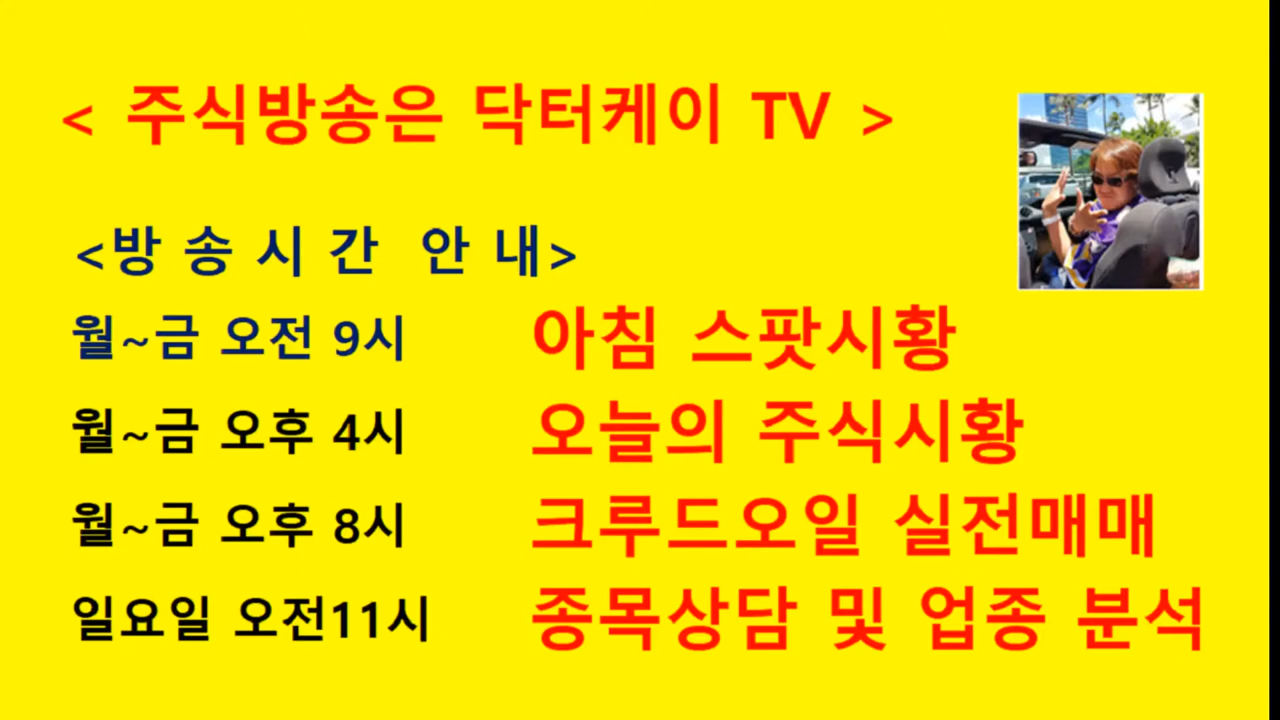 < 주식방송은 닥터케이 TV >
<방 송 시 간 안 내>
월~금 오전 9시 아침 스팟시황
월~금 오후 4시 오늘의 주식시황
월~금 오후 8시 크루드오일 실전매매
일요일 오전11시 종목상담 및 업종 분석